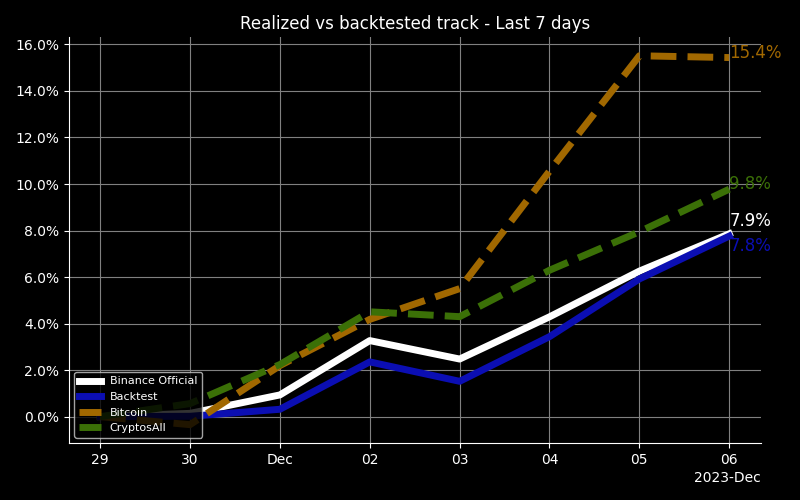 Realized vs backtested track - Last 7 days
16.0%
15.4%
14.0%
12.0%
10.0%
9.8%
8.0%
7.9%
7.8%
6.0%
4.0%
2.0%
0.0%
Binance Official
Backtest
Bitcoin
CryptosAll
29 30 Dec 02 03 04 05 06
2023-Dec